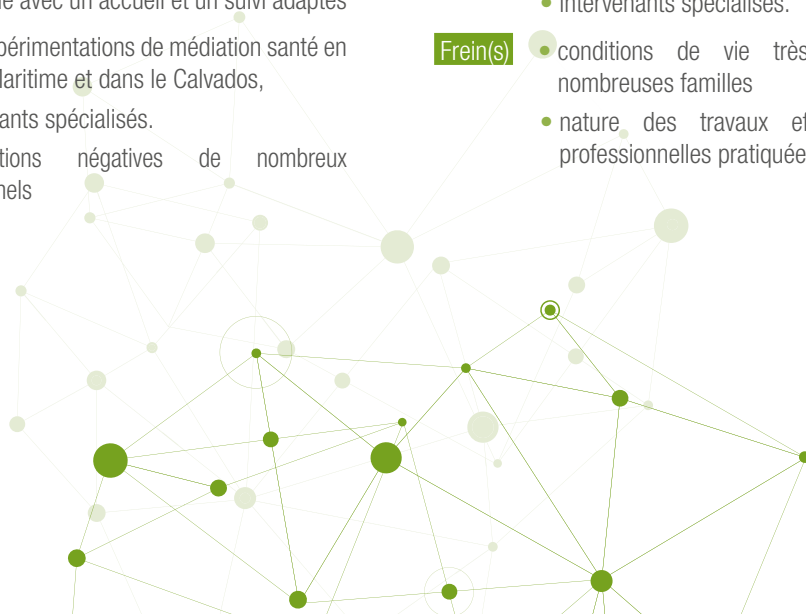 e avec un accueil et un suivi adaptés
périmentations de médiation santé en
Maritime et dans le Calvados,
ants spécialisés.
tions négatives de nombreux
nels
• intervenants spécialisés.
Frein(s) • conditions de vie très
nombreuses familles
• nature des travaux et
professionnelles pratiquée